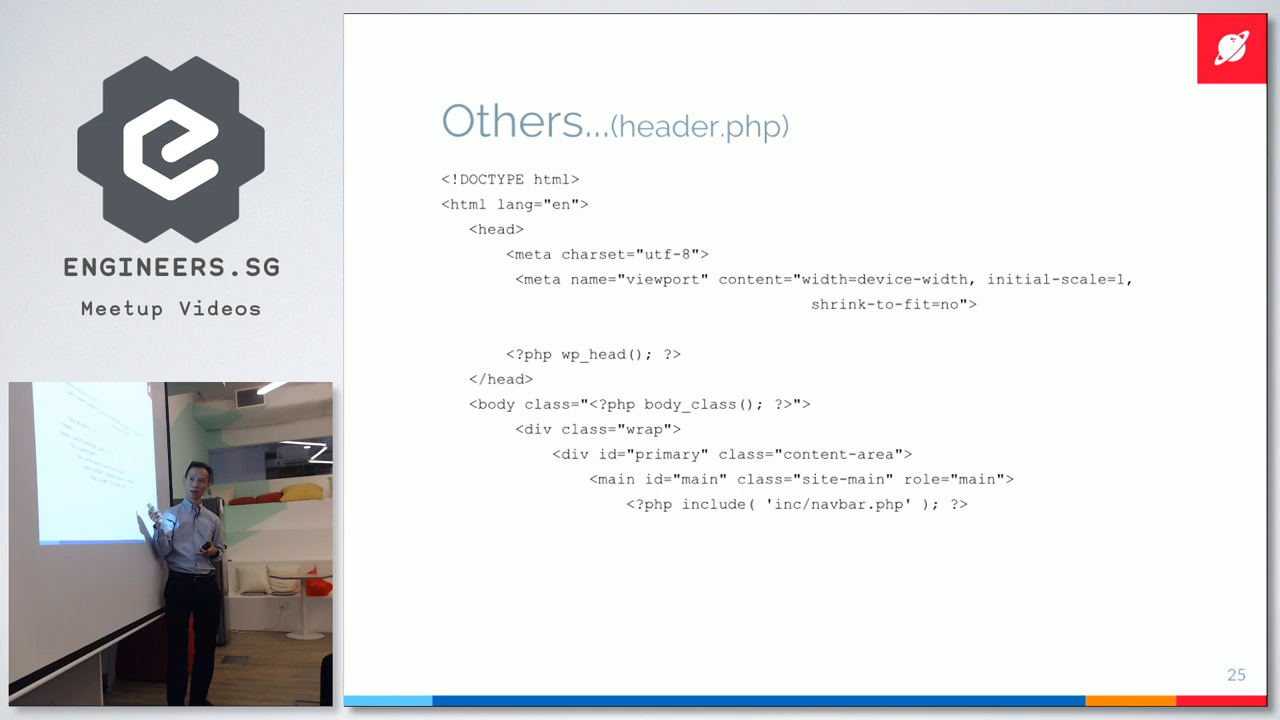 ENGINEERS.SG
Meetup Videos
Others...(header.php)
<!DOCTYPE html>
<html lang="en">
<head>
<meta charset="utf-8">
<meta name="viewport" content="width=device-width, initial-scale=1,
shrink-to-fit=no">
<?php wp_head(); ?>
</head>
<body class="<?php body_class(); ?>">
<div class="wrap">
<div id="primary" class="content-area">
<main id="main" class="site-main" role="main">
<?php include( 'inc/navbar.php' ); ?>
25